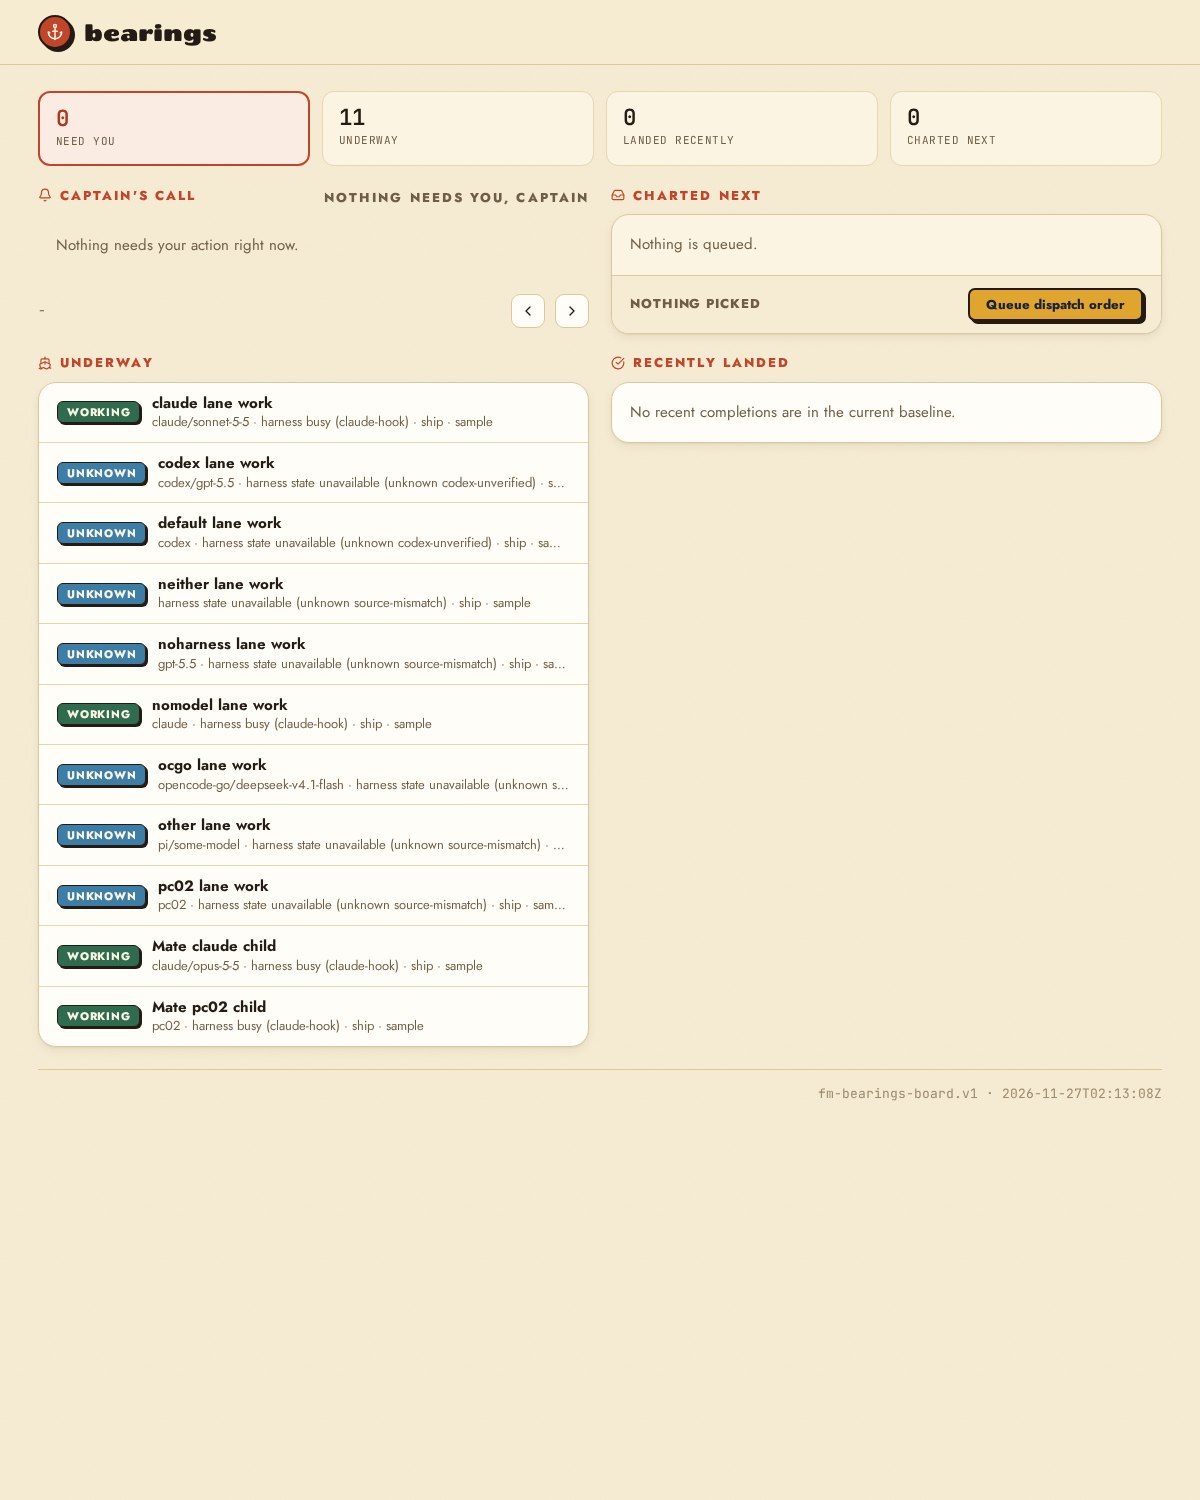 bearings
0
NEED YOU
11
UNDERWAY
0
LANDED RECENTLY
0
CHARTED NEXT
CAPTAIN'S CALL
NOTHING NEEDS YOU, CAPTAIN
Nothing needs your action right now.
-
CHARTED NEXT
Nothing is queued.
NOTHING PICKED
Queue dispatch order
UNDERWAY
WORKING
claude lane work
claude/sonnet-5-5 · harness busy (claude-hook) · ship · sample
UNKNOWN
codex lane work
codex/gpt-5.5 · harness state unavailable (unknown codex-unverified) · s...
UNKNOWN
default lane work
codex · harness state unavailable (unknown codex-unverified) · ship · sa...
UNKNOWN
neither lane work
harness state unavailable (unknown source-mismatch) · ship · sample
UNKNOWN
noharness lane work
gpt-5.5 · harness state unavailable (unknown source-mismatch) · ship · sa...
WORKING
nomodel lane work
claude · harness busy (claude-hook) · ship · sample
UNKNOWN
ocgo lane work
opencode-go/deepseek-v4.1-flash · harness state unavailable (unknown s...
UNKNOWN
other lane work
pi/some-model · harness state unavailable (unknown source-mismatch) · ...
UNKNOWN
pc02 lane work
pc02 · harness state unavailable (unknown source-mismatch) · ship · sam...
WORKING
Mate claude child
claude/opus-5-5 · harness busy (claude-hook) · ship · sample
WORKING
Mate pc02 child
pc02 · harness busy (claude-hook) · ship · sample
RECENTLY LANDED
No recent completions are in the current baseline.
fm-bearings-board.v1 · 2026-11-27T02:13:08Z